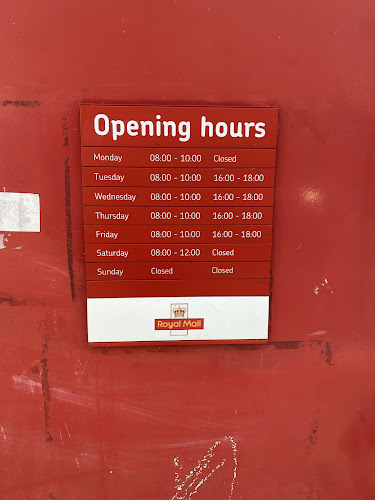 Opening hours
Monday 08:00 - 10:00 Closed
Tuesday 08:00 - 10:00 16:00 - 18:00
Wednesday 08:00 - 10:00 16:00 - 18:00
Thursday 08:00 - 10:00 16:00 - 18:00
Friday 08:00 - 10:00 16:00 - 18:00
Saturday 08:00 - 12:00 Closed
Sunday Closed Closed
Royal Mail